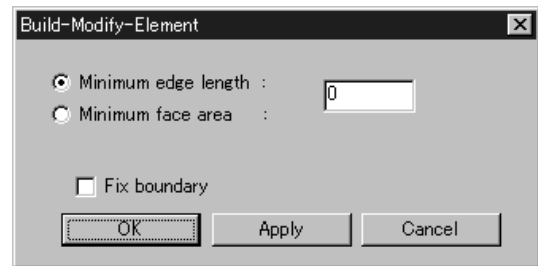 Build-Modify-Element
Minimum edge length :
0
Minimum face area :
Fix boundary
OK Apply Cancel